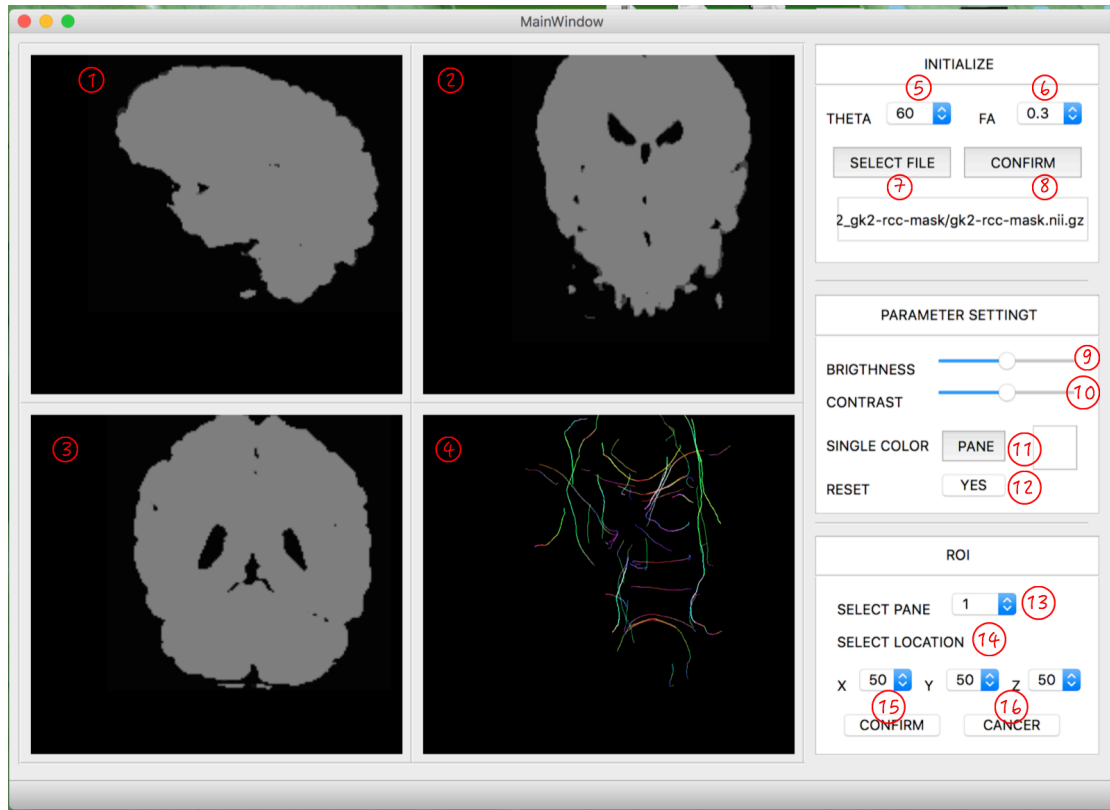 MainWindow
①
②
③
④
INITIALIZE
⑤ ⑥
THETA 60 FA 0.3
SELECT FILE CONFIRM
⑦ ⑧
2_gk2-rcc-mask/gk2-rcc-mask.nii.gz
PARAMETER SETTINGT
BRIGTHNESS ⑨
CONTRAST ⑩
SINGLE COLOR PANE ⑪
RESET YES ⑫
ROI
SELECT PANE 1 ⑬
SELECT LOCATION ⑭
X 50 Y 50 Z 50
⑮ ⑯
CONFIRM CANCER